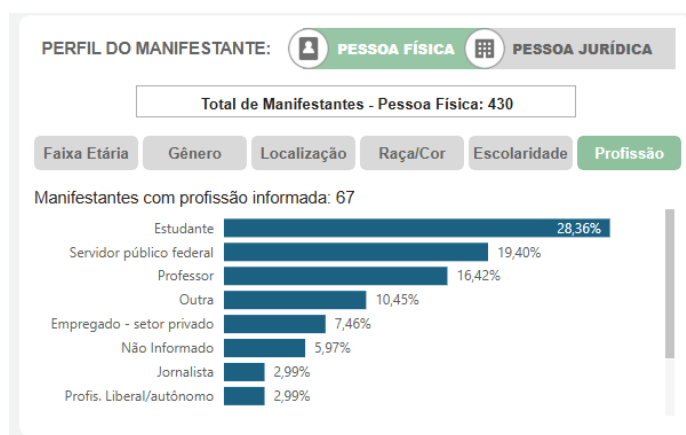 PERFIL DO MANIFESTANTE: PESSOA FÍSICA PESSOA JURÍDICA
Total de Manifestantes - Pessoa Física: 430
Faixa Etária Gênero Localização Raça/Cor Escolaridade Profissão
Manifestantes com profissão informada: 67
Estudante 28,36%
Servidor público federal 19,40%
Professor 16,42%
Outra 10,45%
Empregado - setor privado 7,46%
Não Informado 5,97%
Jornalista 2,99%
Profis. Liberal/autônomo 2,99%